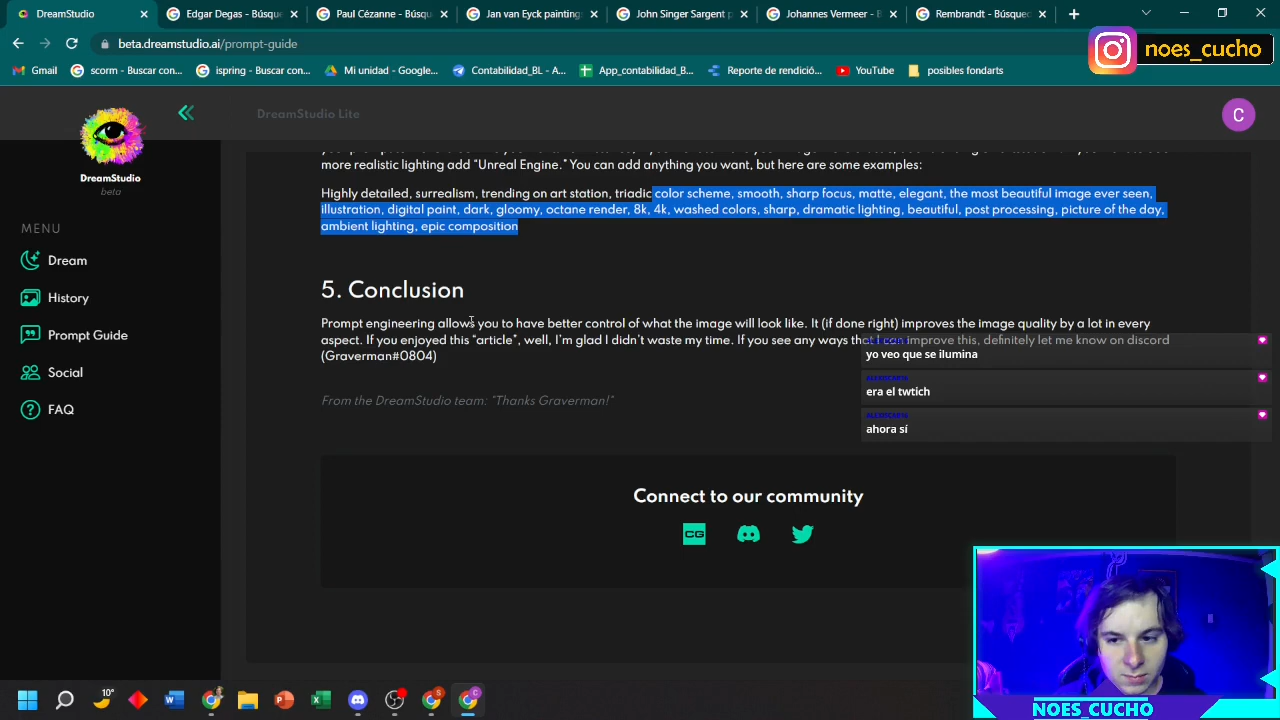 DreamStudio
Edgar Degas - Búsque
Paul Cézanne - Búsque
Jan van Eyck painting
John Singer Sargent p
Johannes Vermeer - B
Rembrandt - Búsque
beta.dreamstudio.ai/prompt-guide
noes_cucho
Gmail
scorm - Buscar con...
ispring - Buscar con...
Mi unidad - Google...
Contabilidad_BL - A...
App_contabilidad_B...
Reporte de rendició...
YouTube
posibles fondarts
DreamStudio Lite
C
DreamStudio
beta
MENU
Dream
History
Prompt Guide
Social
FAQ
more realistic lighting add "Unreal Engine." You can add anything you want, but here are some examples:
Highly detailed, surrealism, trending on art station, triadic color scheme, smooth, sharp focus, matte, elegant, the most beautiful image ever seen,
illustration, digital paint, dark, gloomy, octane render, 8k, 4k, washed colors, sharp, dramatic lighting, beautiful, post processing, picture of the day,
ambient lighting, epic composition
5. Conclusion
Prompt engineering allows you to have better control of what the image will look like. It (if done right) improves the image quality by a lot in every
aspect. If you enjoyed this "article", well, I'm glad I didn't waste my time. If you see any ways that I can improve this, definitely let me know on discord
(Graverman#0804)
From the DreamStudio team: "Thanks Graverman!"
yo veo que se ilumina
era el twtich
ahora sí
Connect to our community
CG
10°
NOES_CUCHO